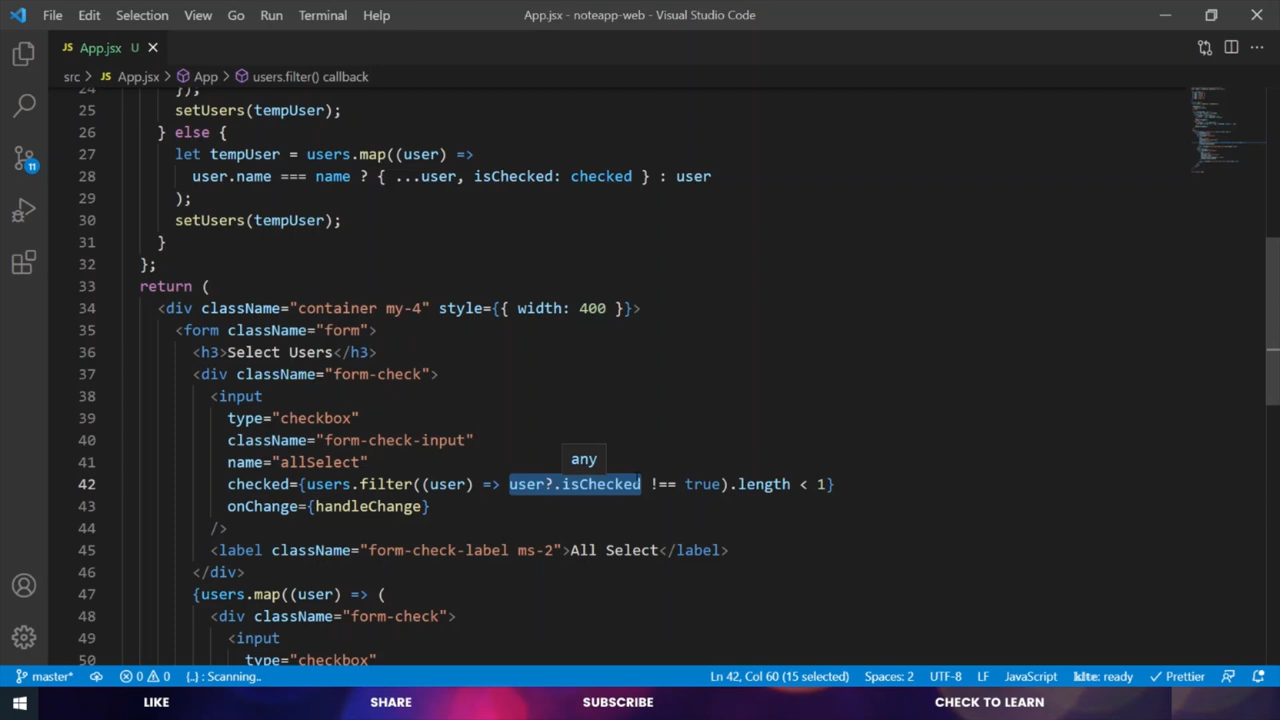 File Edit Selection View Go Run Terminal Help App.jsx - noteapp-web - Visual Studio Code
JS App.jsx U
src > JS App.jsx > App > users.filter() callback
24 });
25 setUsers(tempUser);
26 } else {
27 let tempUser = users.map((user) =>
28 user.name === name ? { ...user, isChecked: checked } : user
29 );
30 setUsers(tempUser);
31 }
32 };
33 return (
34 <div className="container my-4" style={{ width: 400 }}>
35 <form className="form">
36 <h3>Select Users</h3>
37 <div className="form-check">
38 <input
39 type="checkbox"
40 className="form-check-input"
41 name="allSelect"
any
42 checked={users.filter((user) => user?.isChecked !== true).length < 1}
43 onChange={handleChange}
44 />
45 <label className="form-check-label ms-2">All Select</label>
46 </div>
47 {users.map((user) => (
48 <div className="form-check">
49 <input
50 type="checkbox"
11
master* 0 0 {..} : Scanning.. Ln 42, Col 60 (15 selected) Spaces: 2 UTF-8 LF JavaScript kite: ready Prettier
LIKE SHARE SUBSCRIBE CHECK TO LEARN